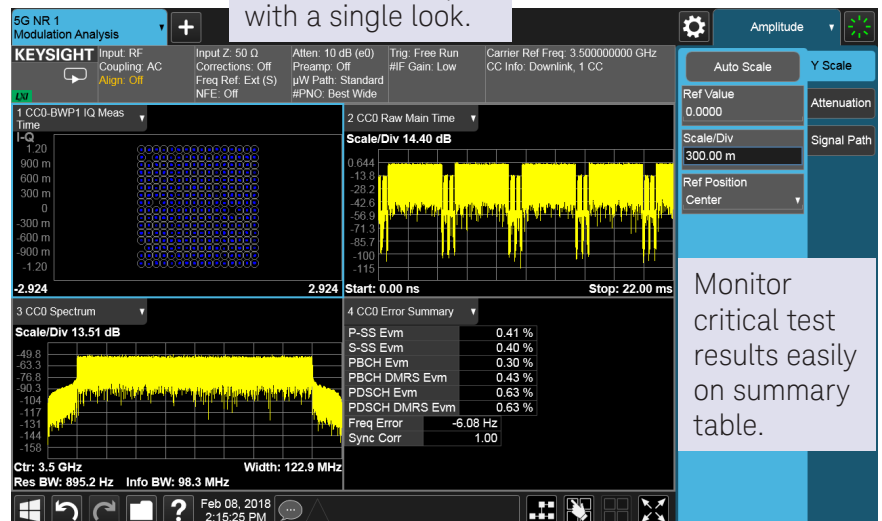 with a single look.
5G NR 1
Modulation Analysis
Amplitude
KEYSIGHT
LXI
Input: RF
Coupling: AC
Align: Off
Input Z: 50 Ω
Corrections: Off
Freq Ref: Ext (S)
NFE: Off
Atten: 10 dB (e0)
Preamp: Off
µW Path: Standard
#PNO: Best Wide
Trig: Free Run
#IF Gain: Low
Carrier Ref Freq: 3.500000000 GHz
CC Info: Downlink, 1 CC
Auto Scale
Y Scale
Ref Value
0.0000
Attenuation
Scale/Div
300.00 m
Signal Path
Ref Position
Center
1 CC0-BWP1 IQ Meas
Time
I-Q
1.20
900 m
600 m
300 m
0
-300 m
-600 m
-900 m
-1.20
-2.924
2.924
2 CC0 Raw Main Time
Scale/Div 14.40 dB
0.644
-13.8
-28.2
-42.6
-56.9
-71.3
-85.7
-100
-115
Start: 0.00 ns
Stop: 22.00 ms
3 CC0 Spectrum
Scale/Div 13.51 dB
-49.8
-63.3
-76.8
-90.3
-104
-117
-131
-144
-158
Ctr: 3.5 GHz
Width: 122.9 MHz
Res BW: 895.2 Hz Info BW: 98.3 MHz
4 CC0 Error Summary
P-SS Evm 0.41 %
S-SS Evm 0.40 %
PBCH Evm 0.30 %
PBCH DMRS Evm 0.43 %
PDSCH Evm 0.63 %
PDSCH DMRS Evm 0.63 %
Freq Error -6.08 Hz
Sync Corr 1.00
Monitor
critical test
results easily
on summary
table.
?
Feb 08, 2018
2:15:25 PM